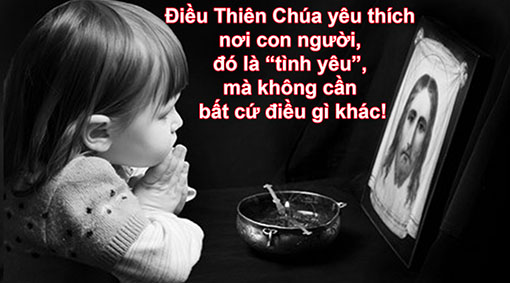 Điều Thiên Chúa yêu thích
nơi con người,
đó là “tình yêu”,
mà không cần
bất cứ điều gì khác!